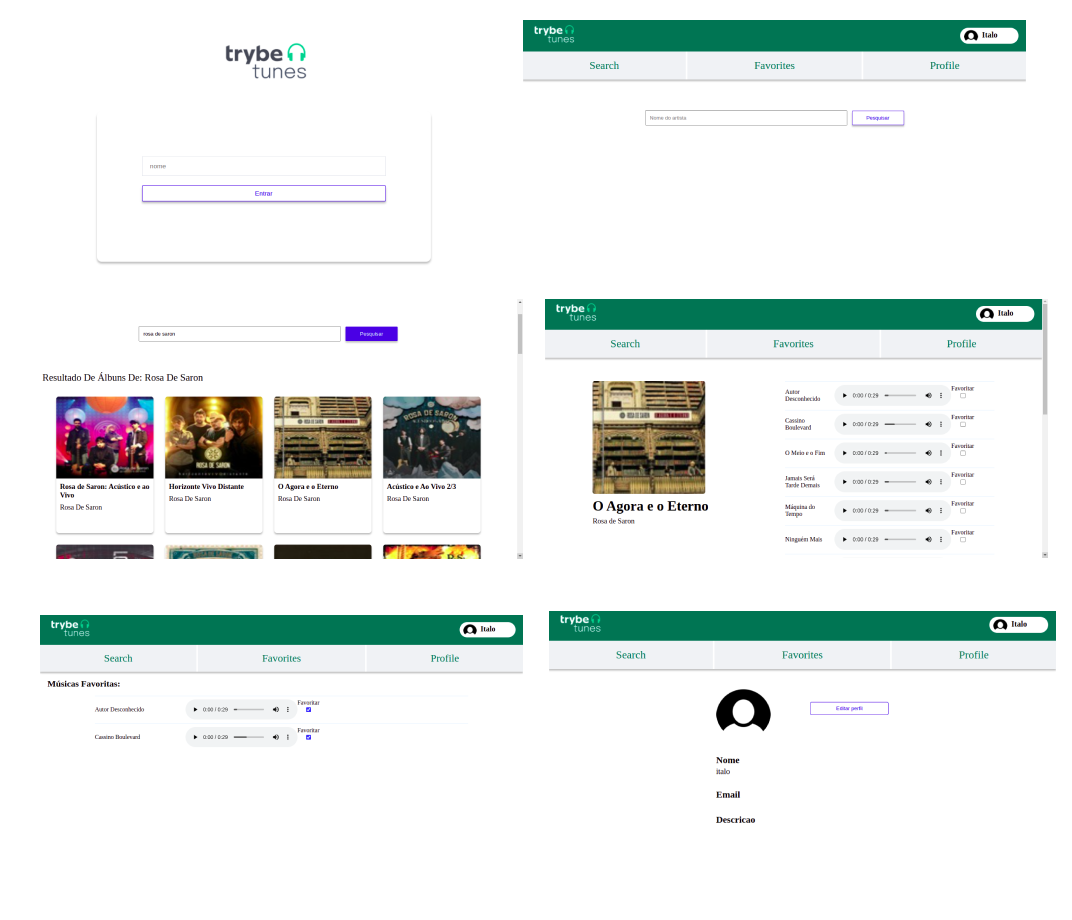 trybe
tunes
nome
Entrar
trybe
tunes
Italo
Search Favorites Profile
Nome do artista Pesquisar
rosa de saron Pesquisar
Resultado De Álbuns De: Rosa De Saron
ROSA DE SARON
ROSA DE SARON
Rosa de Saron: Acústico e ao
Vivo
Rosa De Saron
Horizonte Vivo Distante
Rosa De Saron
O Agora e o Eterno
Rosa De Saron
Acústico e Ao Vivo 2/3
Rosa De Saron
trybe
tunes
Italo
Search Favorites Profile
O Agora e o Eterno
Rosa de Saron
Autor
Desconhecido
0:00 / 0:29
Favoritar
Cassino
Boulevard
0:00 / 0:29
Favoritar
O Meio e o Fim
0:00 / 0:29
Favoritar
Jamais Será
Tarde Demais
0:00 / 0:29
Favoritar
Máquina do
Tempo
0:00 / 0:29
Favoritar
Ninguém Mais
0:00 / 0:29
Favoritar
trybe
tunes
Italo
Search Favorites Profile
Músicas Favoritas:
Autor Desconhecido 0:00 / 0:29 Favoritar
Cassino Boulevard 0:00 / 0:29 Favoritar
trybe
tunes
Italo
Search Favorites Profile
Editar perfil
Nome
italo
Email
Descricao